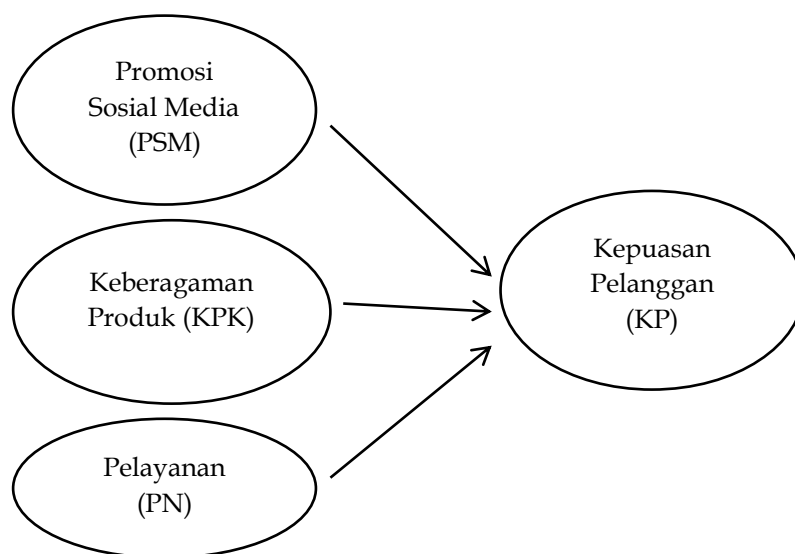 Promosi
Sosial Media
(PSM)
Keberagaman
Produk (KPK)
Pelayanan
(PN)
Kepuasan
Pelanggan
(KP)